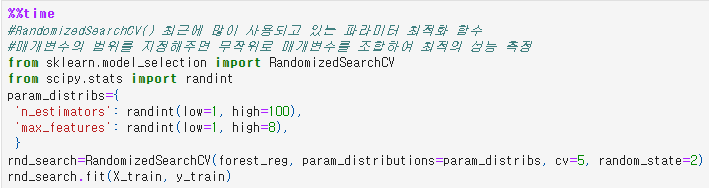 %%time
#RandomizedSearchCV() 최근에 많이 사용되고 있는 파라미터 최적화 함수
#매개변수의 범위를 지정해주면 무작위로 매개변수를 조합하여 최적의 성능 측정
from sklearn.model_selection import RandomizedSearchCV
from scipy.stats import randint
param_distribs={
 'n_estimators': randint(low=1, high=100),
 'max_features': randint(low=1, high=8),
 }
rnd_search=RandomizedSearchCV(forest_reg, param_distributions=param_distribs, cv=5, random_state=2)
rnd_search.fit(X_train, y_train)